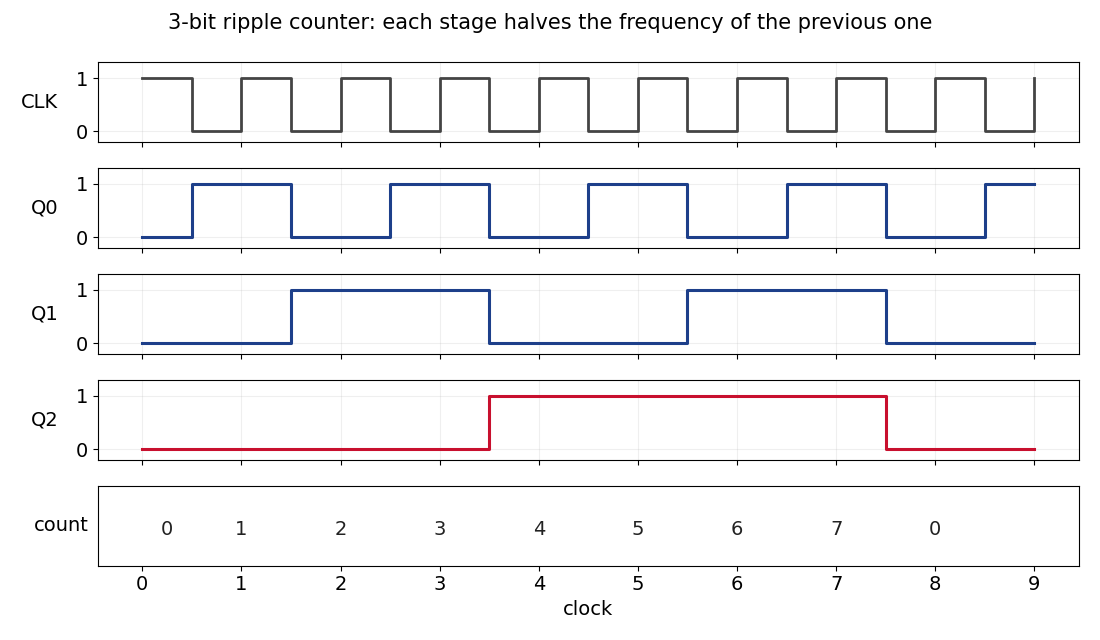 3-bit ripple counter: each stage halves the frequency of the previous one
1
CLK
0
1
Q0
0
1
Q1
0
1
Q2
0
count 0 1 2 3 4 5 6 7 0
0 1 2 3 4 5 6 7 8 9
clock